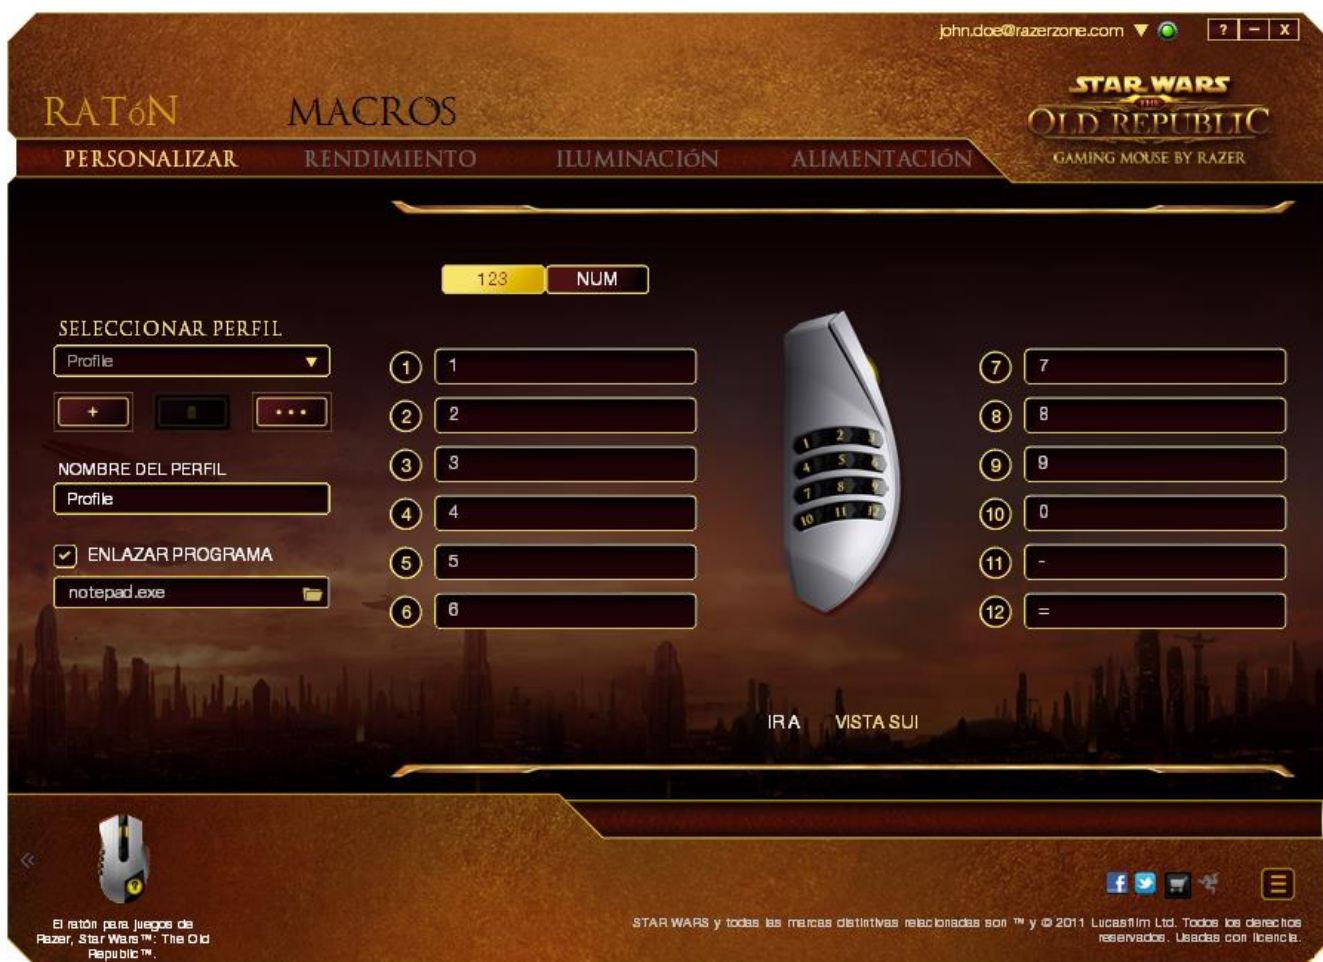 john.doe@razerzone.com
? – X
RATóN MACROS
STAR WARS
THE
OLD REPUBLIC
GAMING MOUSE BY RAZER
PERSONALIZAR RENDIMIENTO ILUMINACIÓN ALIMENTACIÓN
123 NUM
SELECCIONAR PERFIL
Profile
+ •••
NOMBRE DEL PERFIL
Profile
ENLAZAR PROGRAMA
notepad.exe
1 1
2 2
3 3
4 4
5 5
6 6
1 2 3
4 5 6
7 8 9
10 11 12
7 7
8 8
9 9
10 0
11 -
12 =
IR A VISTA SUI
El ratón para juegos de
Razer, Star Wars™: The Old
Republic™.
STAR WARS y todas las marcas distintivas relacionadas son ™ y © 2011 Lucasfilm Ltd. Todos los derechos
reservados. Usadas con licencia.